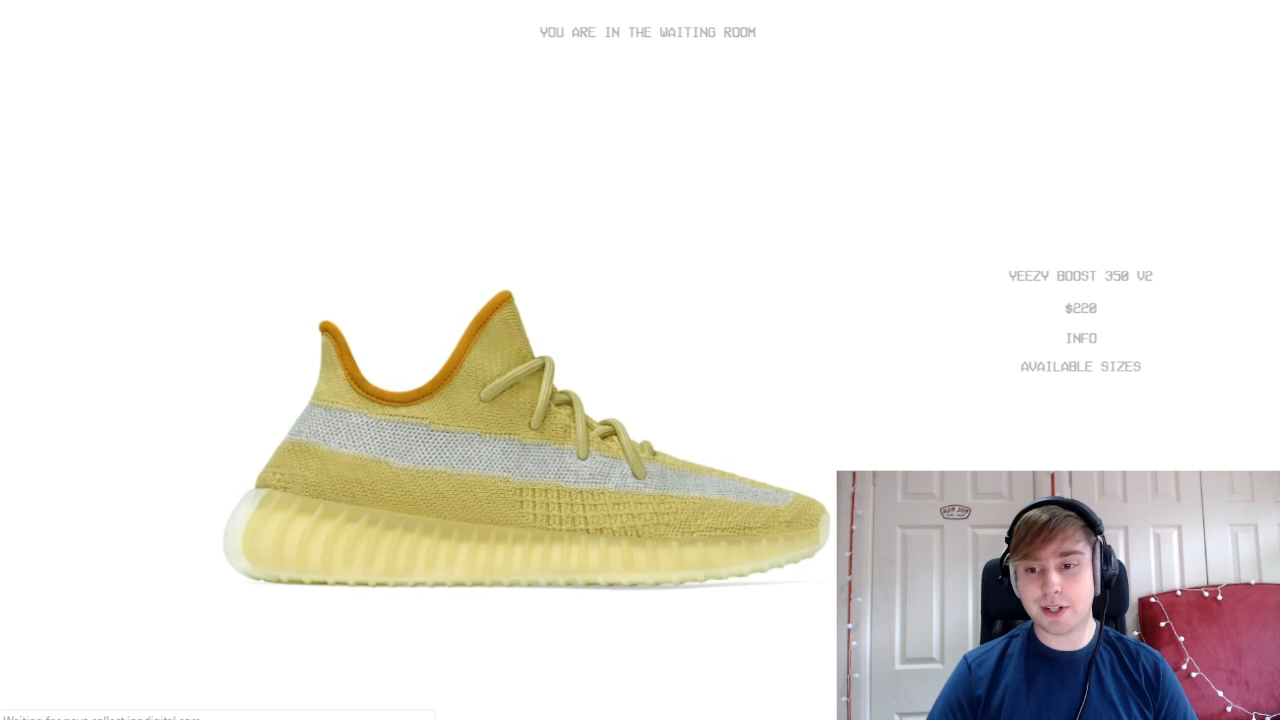 YOU ARE IN THE WAITING ROOM
YEEZY BOOST 350 V2
$220
INFO
AVAILABLE SIZES